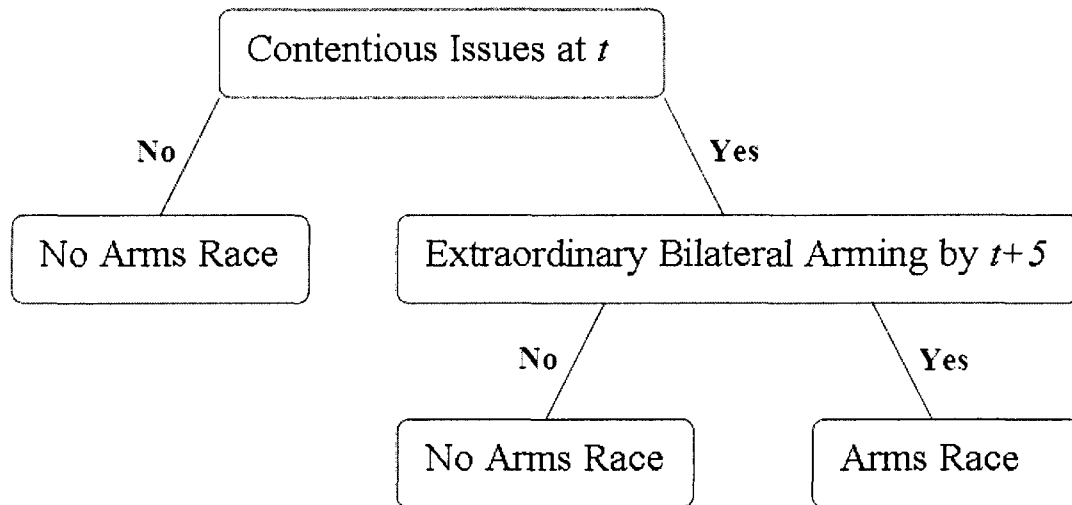 Contentious Issues at t
No
Yes
No Arms Race
Extraordinary Bilateral Arming by t+5
No
Yes
No Arms Race
Arms Race